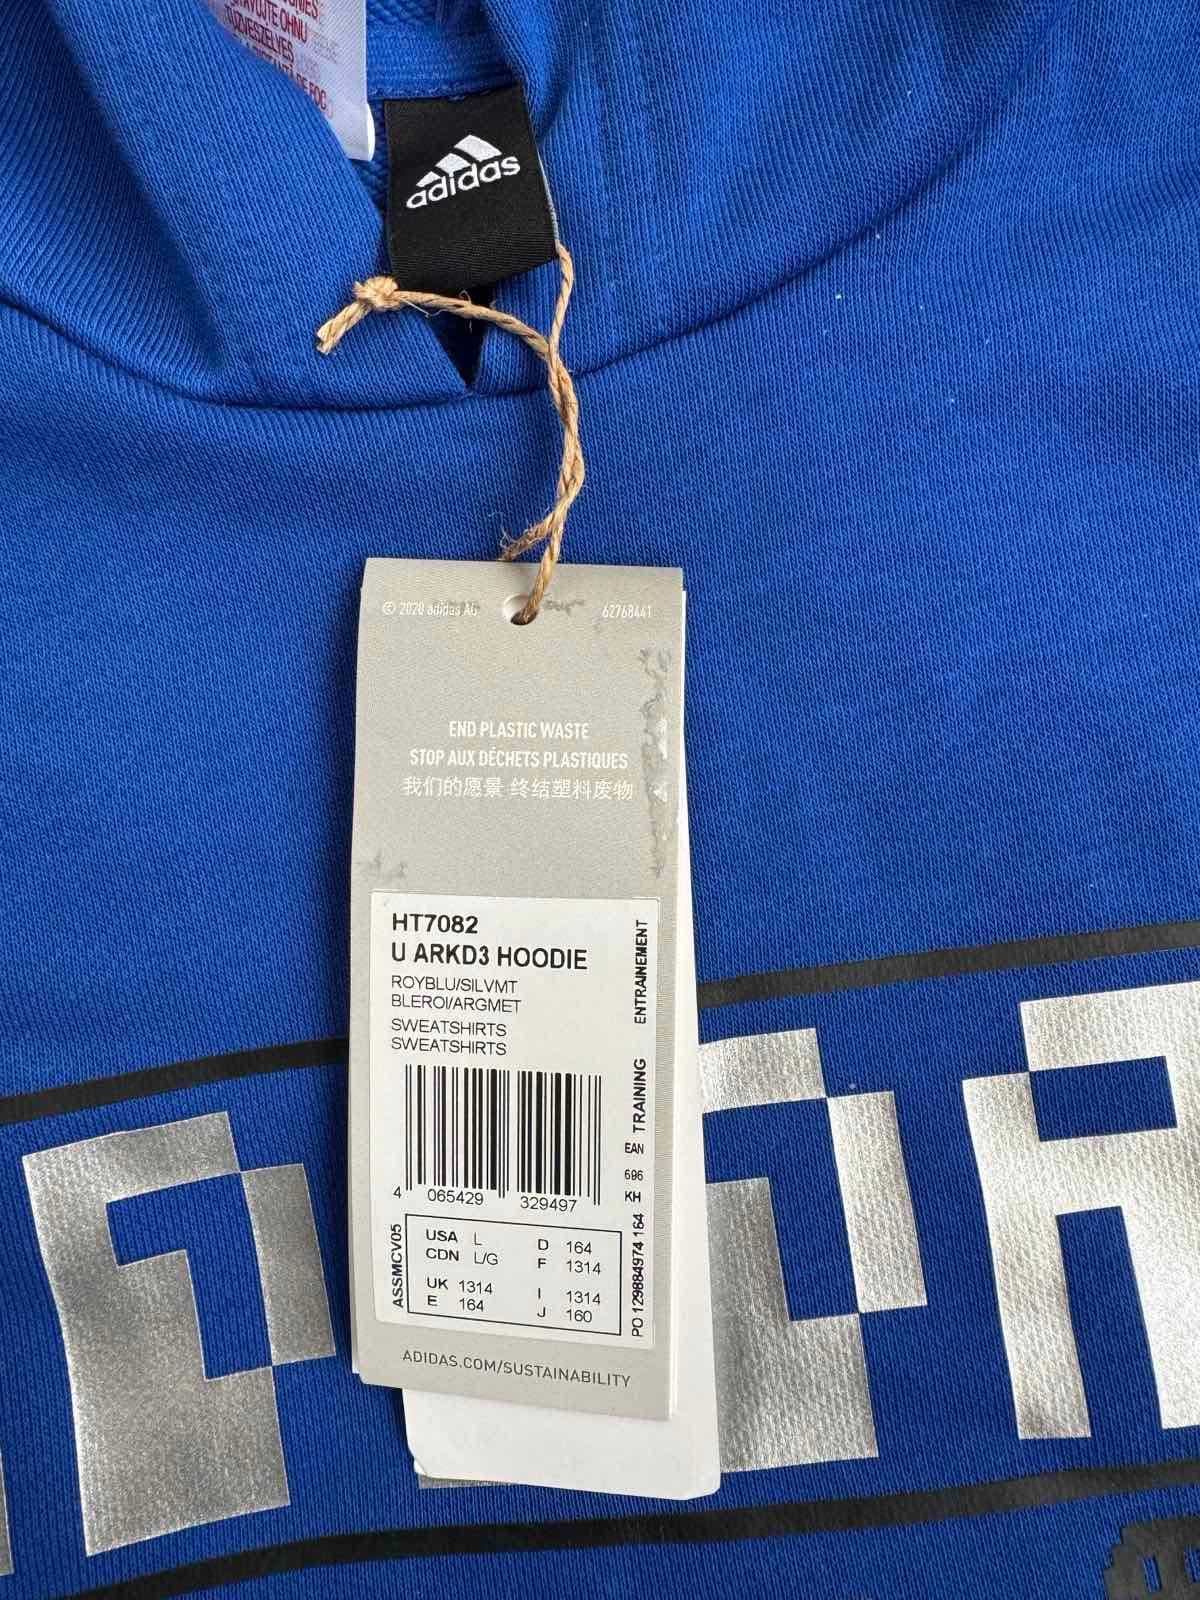 STAVUJTE OHNU
adidas
© 2020 adidas AG
62768441
END PLASTIC WASTE
STOP AUX DÉCHETS PLASTIQUES
我们的愿景 终结塑料废物
HT7082
U ARKD3 HOODIE
ROYBLU/SILVMT
BLEROI/ARGMET
SWEATSHIRTS
SWEATSHIRTS
TRAINING ENTRAINEMENT
EAN
696
KH
4 065429 329497
ASSMCV05
USA L D 164
CDN L/G F 1314
UK 1314 I 1314
E 164 J 160
PO 129884974 164
ADIDAS.COM/SUSTAINABILITY